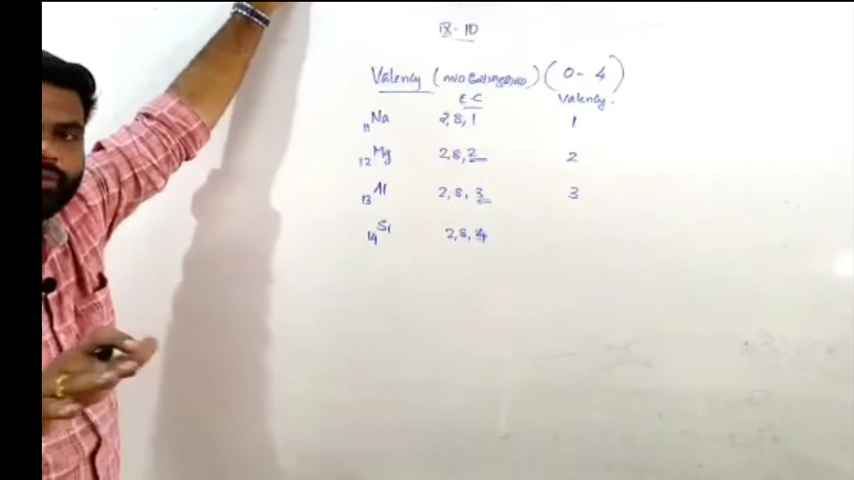 IX - 10
Valency (സംയോജകത) (0 - 4)
E.C Valency.
₁₁Na 2,8,1 1
₁₂Mg 2,8,2 2
₁₃Al 2,8,3 3
₁₄Si 2,8,4